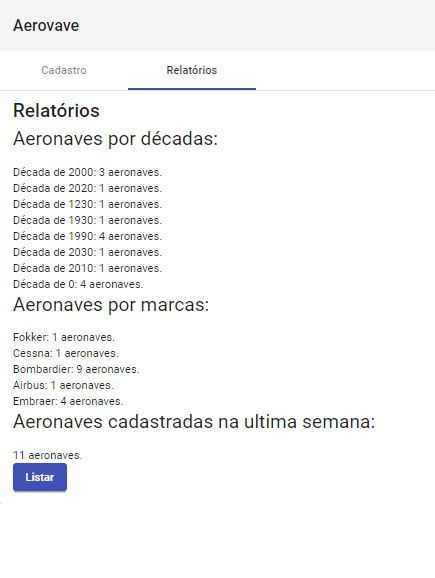 Aerovave
Cadastro Relatórios
Relatórios
Aeronaves por décadas:
Década de 2000: 3 aeronaves.
Década de 2020: 1 aeronaves.
Década de 1230: 1 aeronaves.
Década de 1930: 1 aeronaves.
Década de 1990: 4 aeronaves.
Década de 2030: 1 aeronaves.
Década de 2010: 1 aeronaves.
Década de 0: 4 aeronaves.
Aeronaves por marcas:
Fokker: 1 aeronaves.
Cessna: 1 aeronaves.
Bombardier: 9 aeronaves.
Airbus: 1 aeronaves.
Embraer: 4 aeronaves.
Aeronaves cadastradas na ultima semana:
11 aeronaves.
Listar